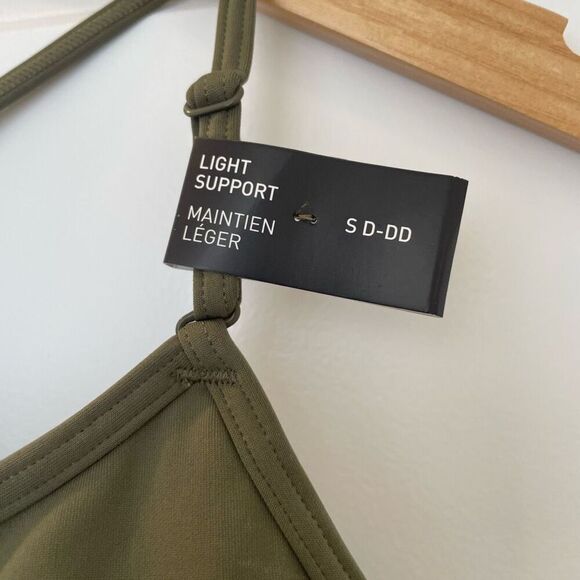 LIGHT
SUPPORT
MAINTIEN
LÉGER
S D-DD